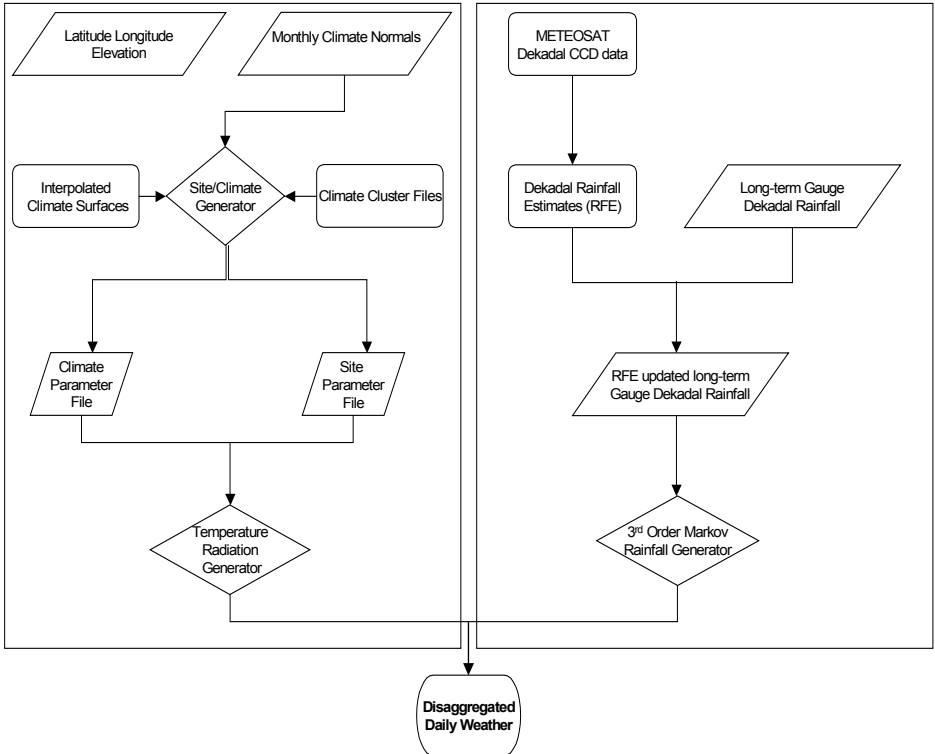 Latitude Longitude
Elevation
Monthly Climate Normals
METEOSAT
Dekadal CCD data
Interpolated
Climate Surfaces
Site/Climate
Generator
Climate Cluster Files
Dekadal Rainfall
Estimates (RFE)
Long-term Gauge
Dekadal Rainfall
Climate
Parameter
File
Site
Parameter
File
RFE updated long-term
Gauge Dekadal Rainfall
Temperature
Radiation
Generator
3rd Order Markov
Rainfall Generator
Disaggregated
Daily Weather